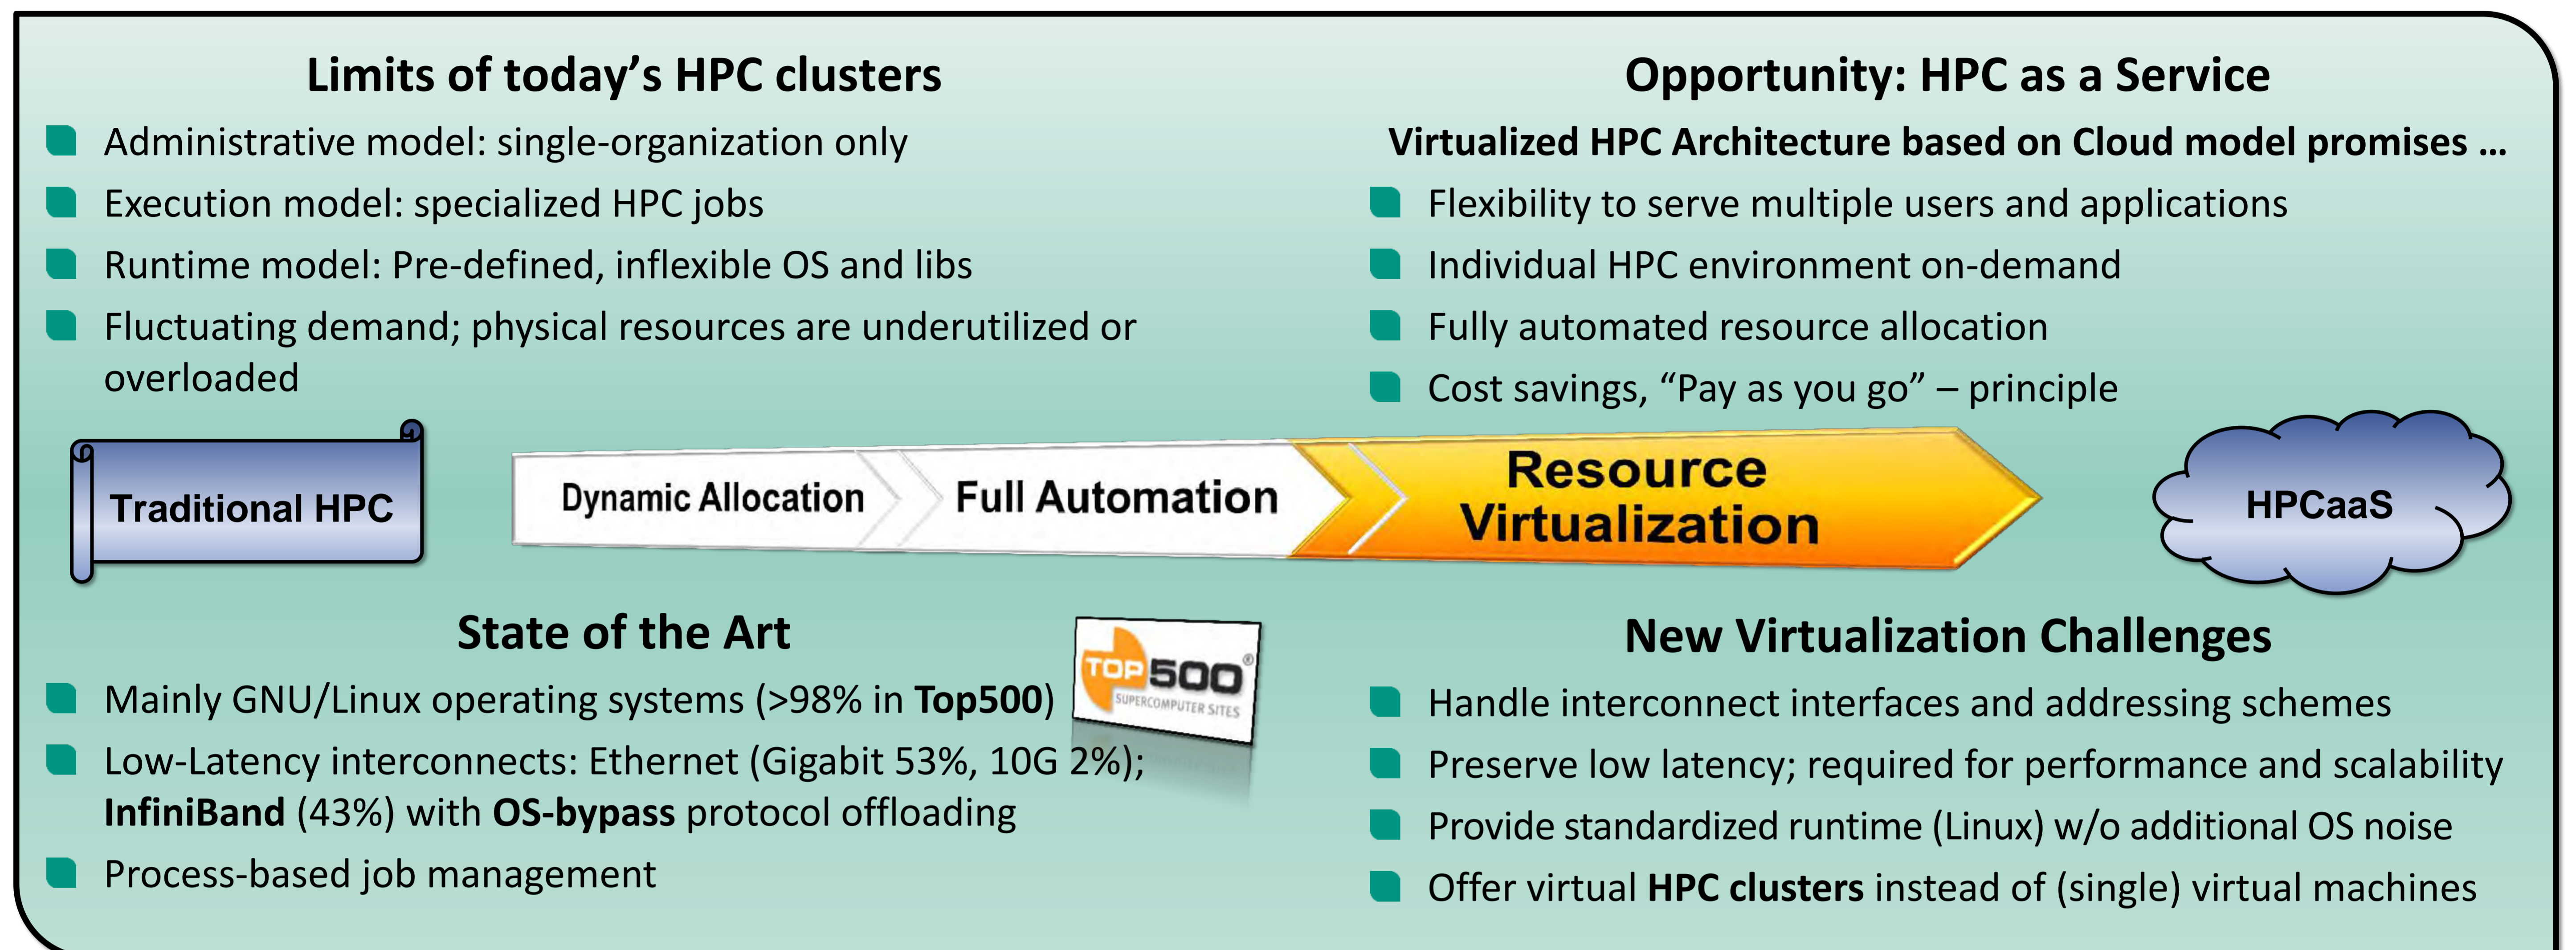 Limits of today’s HPC clusters
Administrative model: single-organization only
Execution model: specialized HPC jobs
Runtime model: Pre-defined, inflexible OS and libs
Fluctuating demand; physical resources are underutilized or
overloaded
Opportunity: HPC as a Service
Virtualized HPC Architecture based on Cloud model promises ...
Flexibility to serve multiple users and applications
Individual HPC environment on-demand
Fully automated resource allocation
Cost savings, “Pay as you go” – principle
Traditional HPC
Dynamic Allocation
Full Automation
Resource
Virtualization
HPCaaS
State of the Art
Mainly GNU/Linux operating systems (>98% in Top500)
Low-Latency interconnects: Ethernet (Gigabit 53%, 10G 2%);
InfiniBand (43%) with OS-bypass protocol offloading
Process-based job management
TOP500®
SUPERCOMPUTER SITES
New Virtualization Challenges
Handle interconnect interfaces and addressing schemes
Preserve low latency; required for performance and scalability
Provide standardized runtime (Linux) w/o additional OS noise
Offer virtual HPC clusters instead of (single) virtual machines